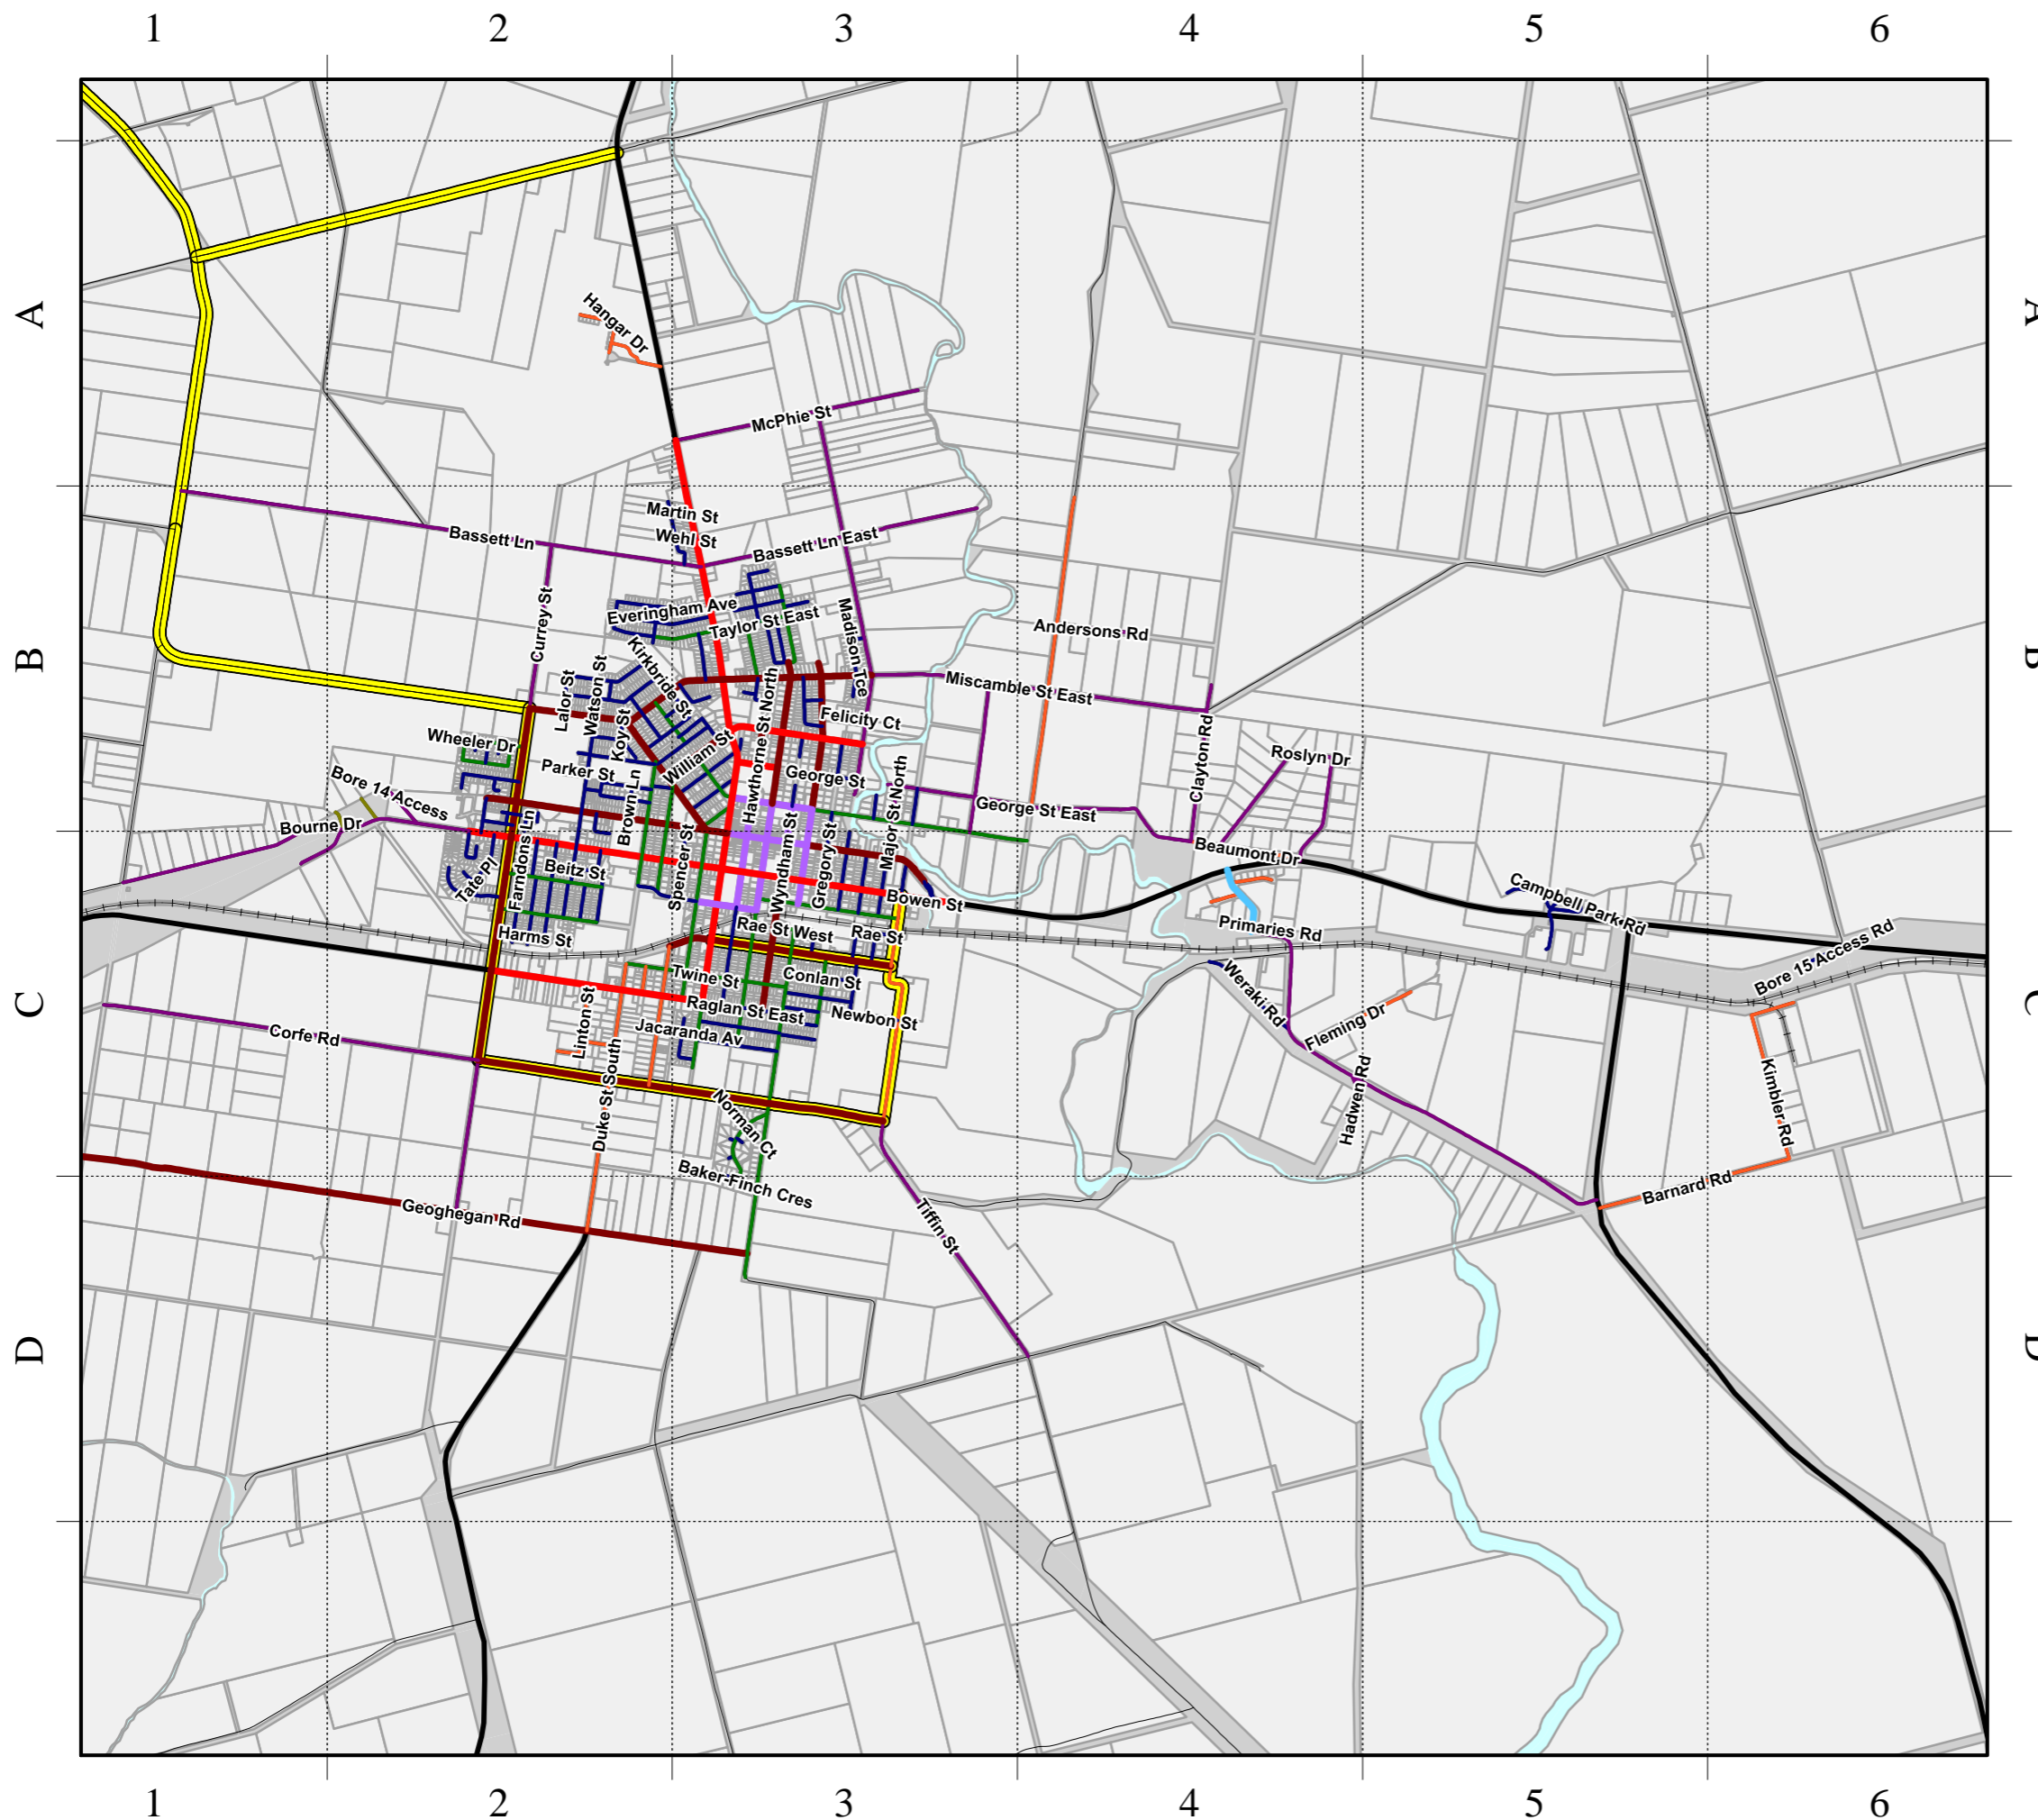 1 2 3 4 5 6
A A
Hangar Dr
McPhie St
Martin St
Wehl St
Bassett Ln
Bassett Ln East
Currey St
Everingham Ave
Taylor St East
Madison Tce
Andersons Rd
B B
Kirkbride St
Lalor St
Watson St
Koy St
Hawthorne St North
Miscamble St East
Felicity Ct
Wheeler Dr
William St
Clayton Rd
Roslyn Dr
Parker St
George St
Major St North
Bore 14 Access
Brown Ln
George St East
Bourne Dr
Farndons Ln
Wyndham St
Gregory St
Beaumont Dr
Tate Pl
Beitz St
Spencer St
Bowen St
Campbell Park Rd
Harms St
Rae St West
Rae St
Primaries Rd
Bore 15 Access Rd
Twine St
Conlan St
Werakl Rd
C C
Linton St
Raglan St East
Newbon St
Corfe Rd
Jacaranda Av
Fleming Dr
Duke St South
Norman Ct
Hadwen Rd
Kimbler Rd
Baker-Finch Cres
Barnard Rd
Geoghegan Rd
Tiffin St
D D
1 2 3 4 5 6